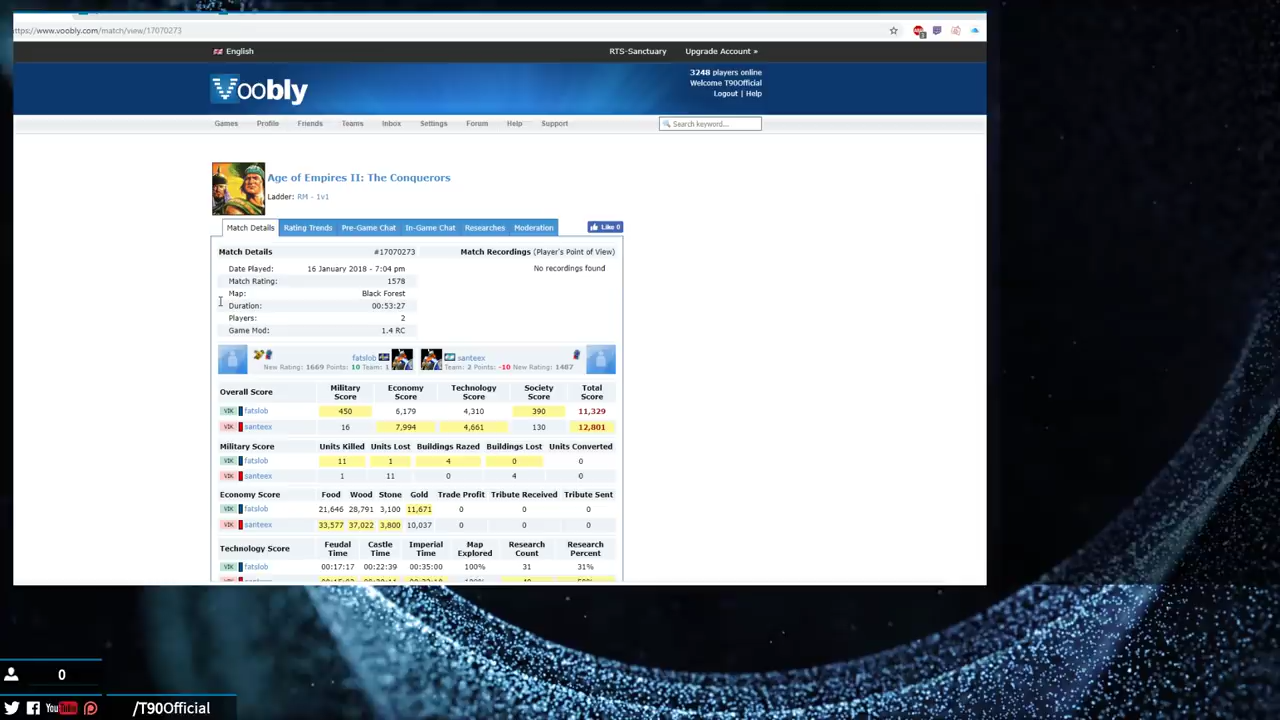 ttps://www.voobly.com/match/view/17070273
English RTS-Sanctuary Upgrade Account »
Voobly
3248 players online
Welcome T90Official
Logout | Help
Games Profile Friends Teams Inbox Settings Forum Help Support Search keyword...
Age of Empires II: The Conquerors
Ladder: RM - 1v1
Match Details Rating Trends Pre-Game Chat In-Game Chat Researches Moderation Like 0
Match Details #17070273 Match Recordings (Player's Point of View)
Date Played: 16 January 2018 - 7:04 pm No recordings found
Match Rating: 1578
Map: Black Forest
Duration: 00:53:27
Players: 2
Game Mod: 1.4 RC
fatslob santeex
New Rating: 1669 Points: 10 Team: 1 Team: 2 Points: -10 New Rating: 1487
Overall Score Military Score Economy Score Technology Score Society Score Total Score
VIK fatslob 450 6,179 4,310 390 11,329
VIK santeex 16 7,994 4,661 130 12,801
Military Score Units Killed Units Lost Buildings Razed Buildings Lost Units Converted
VIK fatslob 11 1 4 0 0
VIK santeex 1 11 0 4 0
Economy Score Food Wood Stone Gold Trade Profit Tribute Received Tribute Sent
VIK fatslob 21,646 28,791 3,100 11,671 0 0 0
VIK santeex 33,577 37,022 3,800 10,037 0 0 0
Technology Score Feudal Time Castle Time Imperial Time Map Explored Research Count Research Percent
VIK fatslob 00:17:17 00:22:39 00:35:00 100% 31 31%
0
You Tube /T90Official